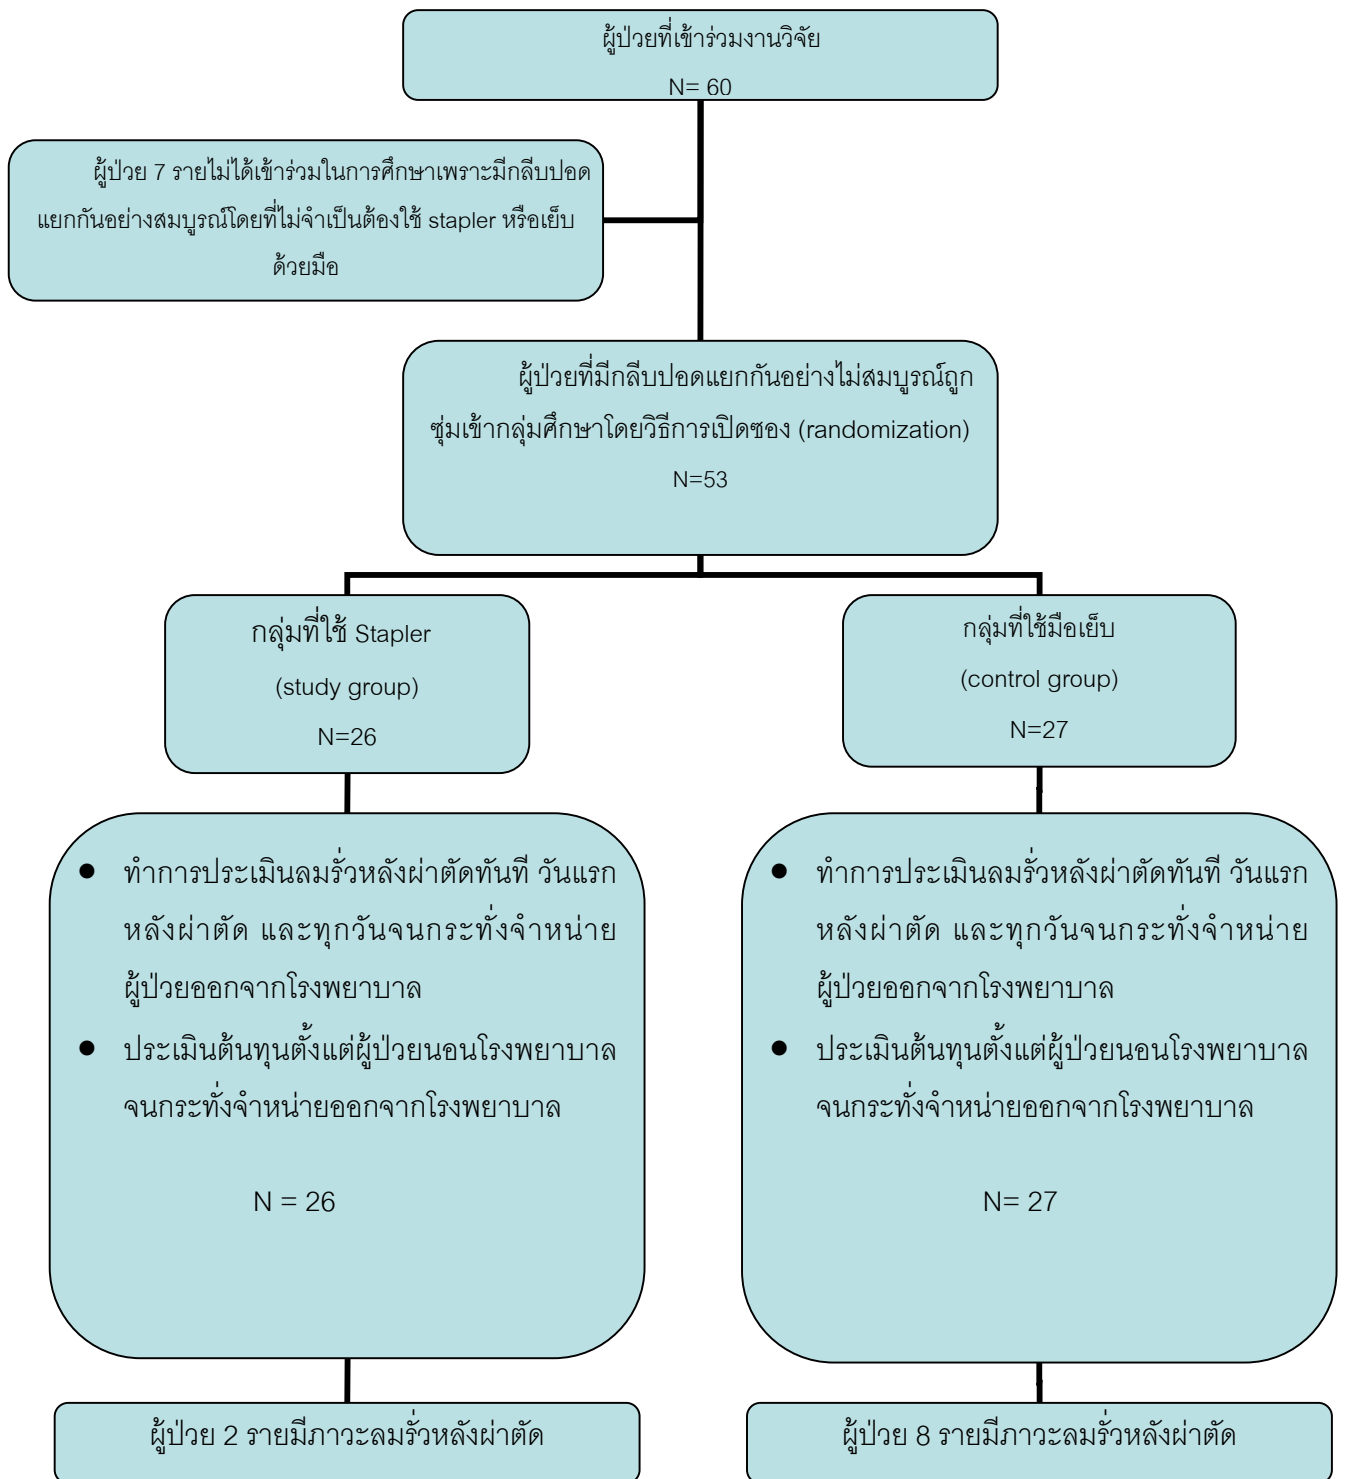 ผู้ป่วยที่เข้าร่วมงานวิจัย
N= 60
ผู้ป่วย 7 รายไม่ได้เข้าร่วมในการศึกษาเพราะมีกลีบปอด
แยกกันอย่างสมบูรณ์โดยที่ไม่จำเป็นต้องใช้ stapler หรือเย็บ
ด้วยมือ
ผู้ป่วยที่มีกลีบปอดแยกกันอย่างไม่สมบูรณ์ถูก
ซุ่มเข้ากลุ่มศึกษาโดยวิธีการเปิดซอง (randomization)
N=53
กลุ่มที่ใช้ Stapler
(study group)
N=26
กลุ่มที่ใช้มือเย็บ
(control group)
N=27
● ทำการประเมินลมรั่วหลังผ่าตัดทันที วันแรก
หลังผ่าตัด และทุกวันจนกระทั่งจำหน่าย
ผู้ป่วยออกจากโรงพยาบาล
● ประเมินต้นทุนตั้งแต่ผู้ป่วยนอนโรงพยาบาล
จนกระทั่งจำหน่ายออกจากโรงพยาบาล
N = 26
● ทำการประเมินลมรั่วหลังผ่าตัดทันที วันแรก
หลังผ่าตัด และทุกวันจนกระทั่งจำหน่าย
ผู้ป่วยออกจากโรงพยาบาล
● ประเมินต้นทุนตั้งแต่ผู้ป่วยนอนโรงพยาบาล
จนกระทั่งจำหน่ายออกจากโรงพยาบาล
N= 27
ผู้ป่วย 2 รายมีภาวะลมรั่วหลังผ่าตัด
ผู้ป่วย 8 รายมีภาวะลมรั่วหลังผ่าตัด